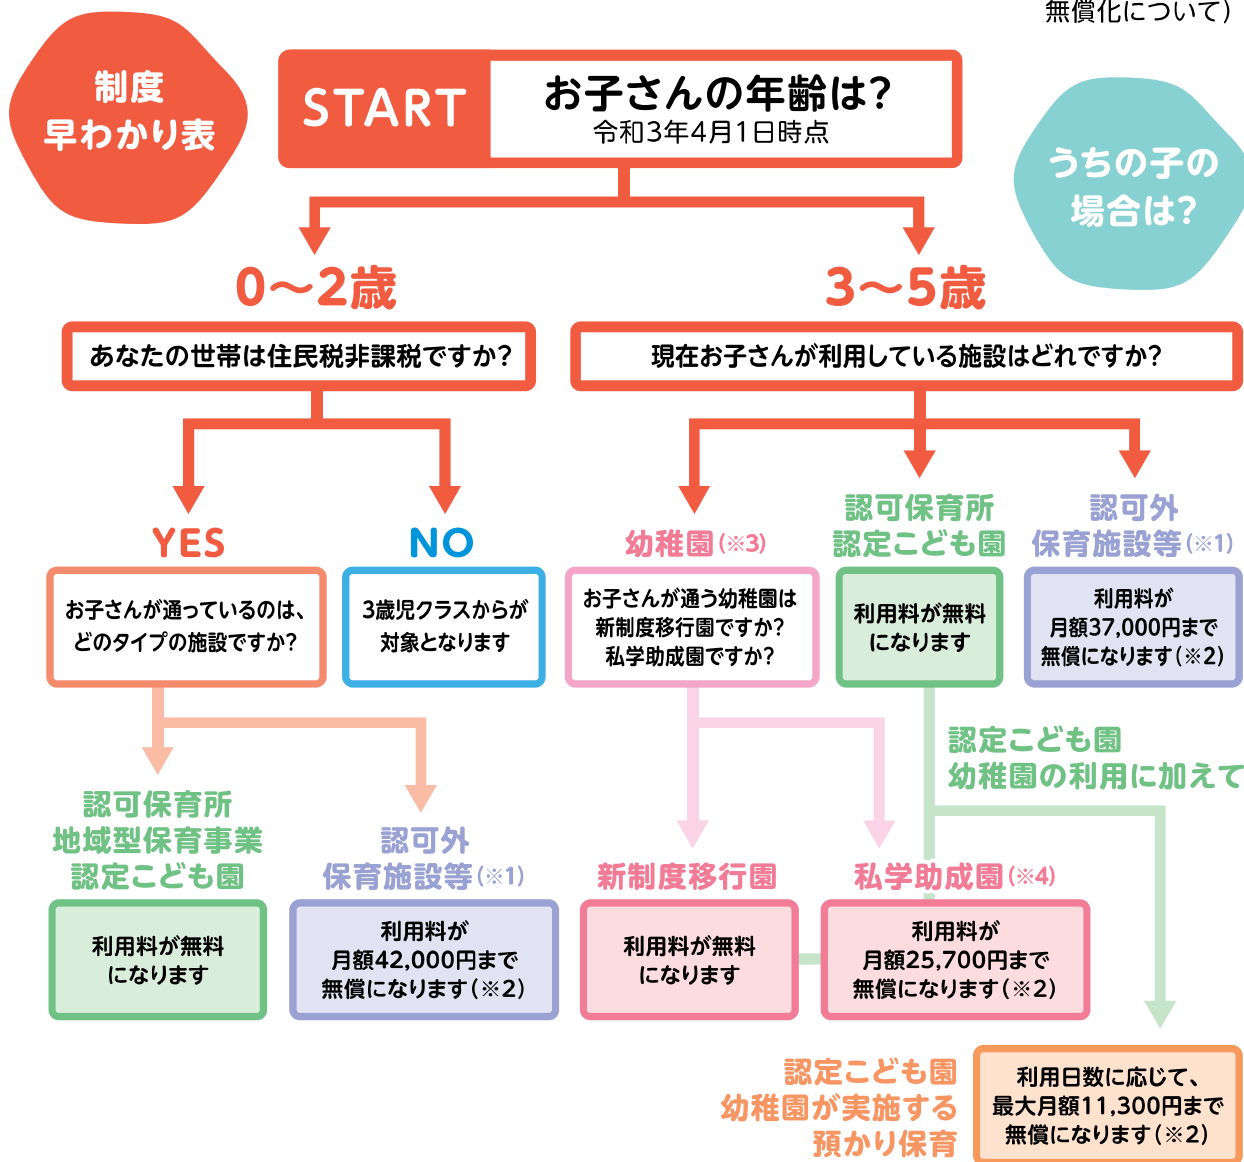 無償化について)
制度
早わかり表
START
お子さんの年齢は?
令和3年4月1日時点
うちの子の
場合は?
0〜2歳
3〜5歳
あなたの世帯は住民税非課税ですか?
現在お子さんが利用している施設はどれですか?
YES
NO
幼稚園(※3)
認可保育所
認定こども園
認可外
保育施設等(※1)
お子さんが通っているのは、
どのタイプの施設ですか?
3歳児クラスからが
対象となります
お子さんが通う幼稚園は
新制度移行園ですか?
私学助成園ですか?
利用料が無料
になります
利用料が
月額37,000円まで
無償になります(※2)
認定こども園
幼稚園の利用に加えて
認可保育所
地域型保育事業
認定こども園
認可外
保育施設等(※1)
新制度移行園
私学助成園(※4)
利用料が無料
になります
利用料が
月額42,000円まで
無償になります(※2)
利用料が無料
になります
利用料が
月額25,700円まで
無償になります(※2)
認定こども園
幼稚園が実施する
預かり保育
利用日数に応じて、
最大月額11,300円まで
無償になります(※2)